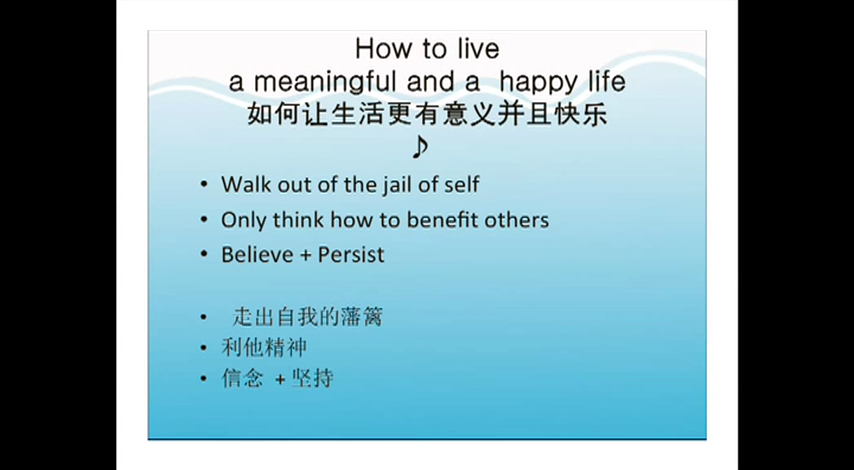 How to live
a meaningful and a happy life
如何让生活更有意义并且快乐
♪
• Walk out of the jail of self
• Only think how to benefit others
• Believe + Persist
• 走出自我的藩篱
• 利他精神
• 信念 + 坚持